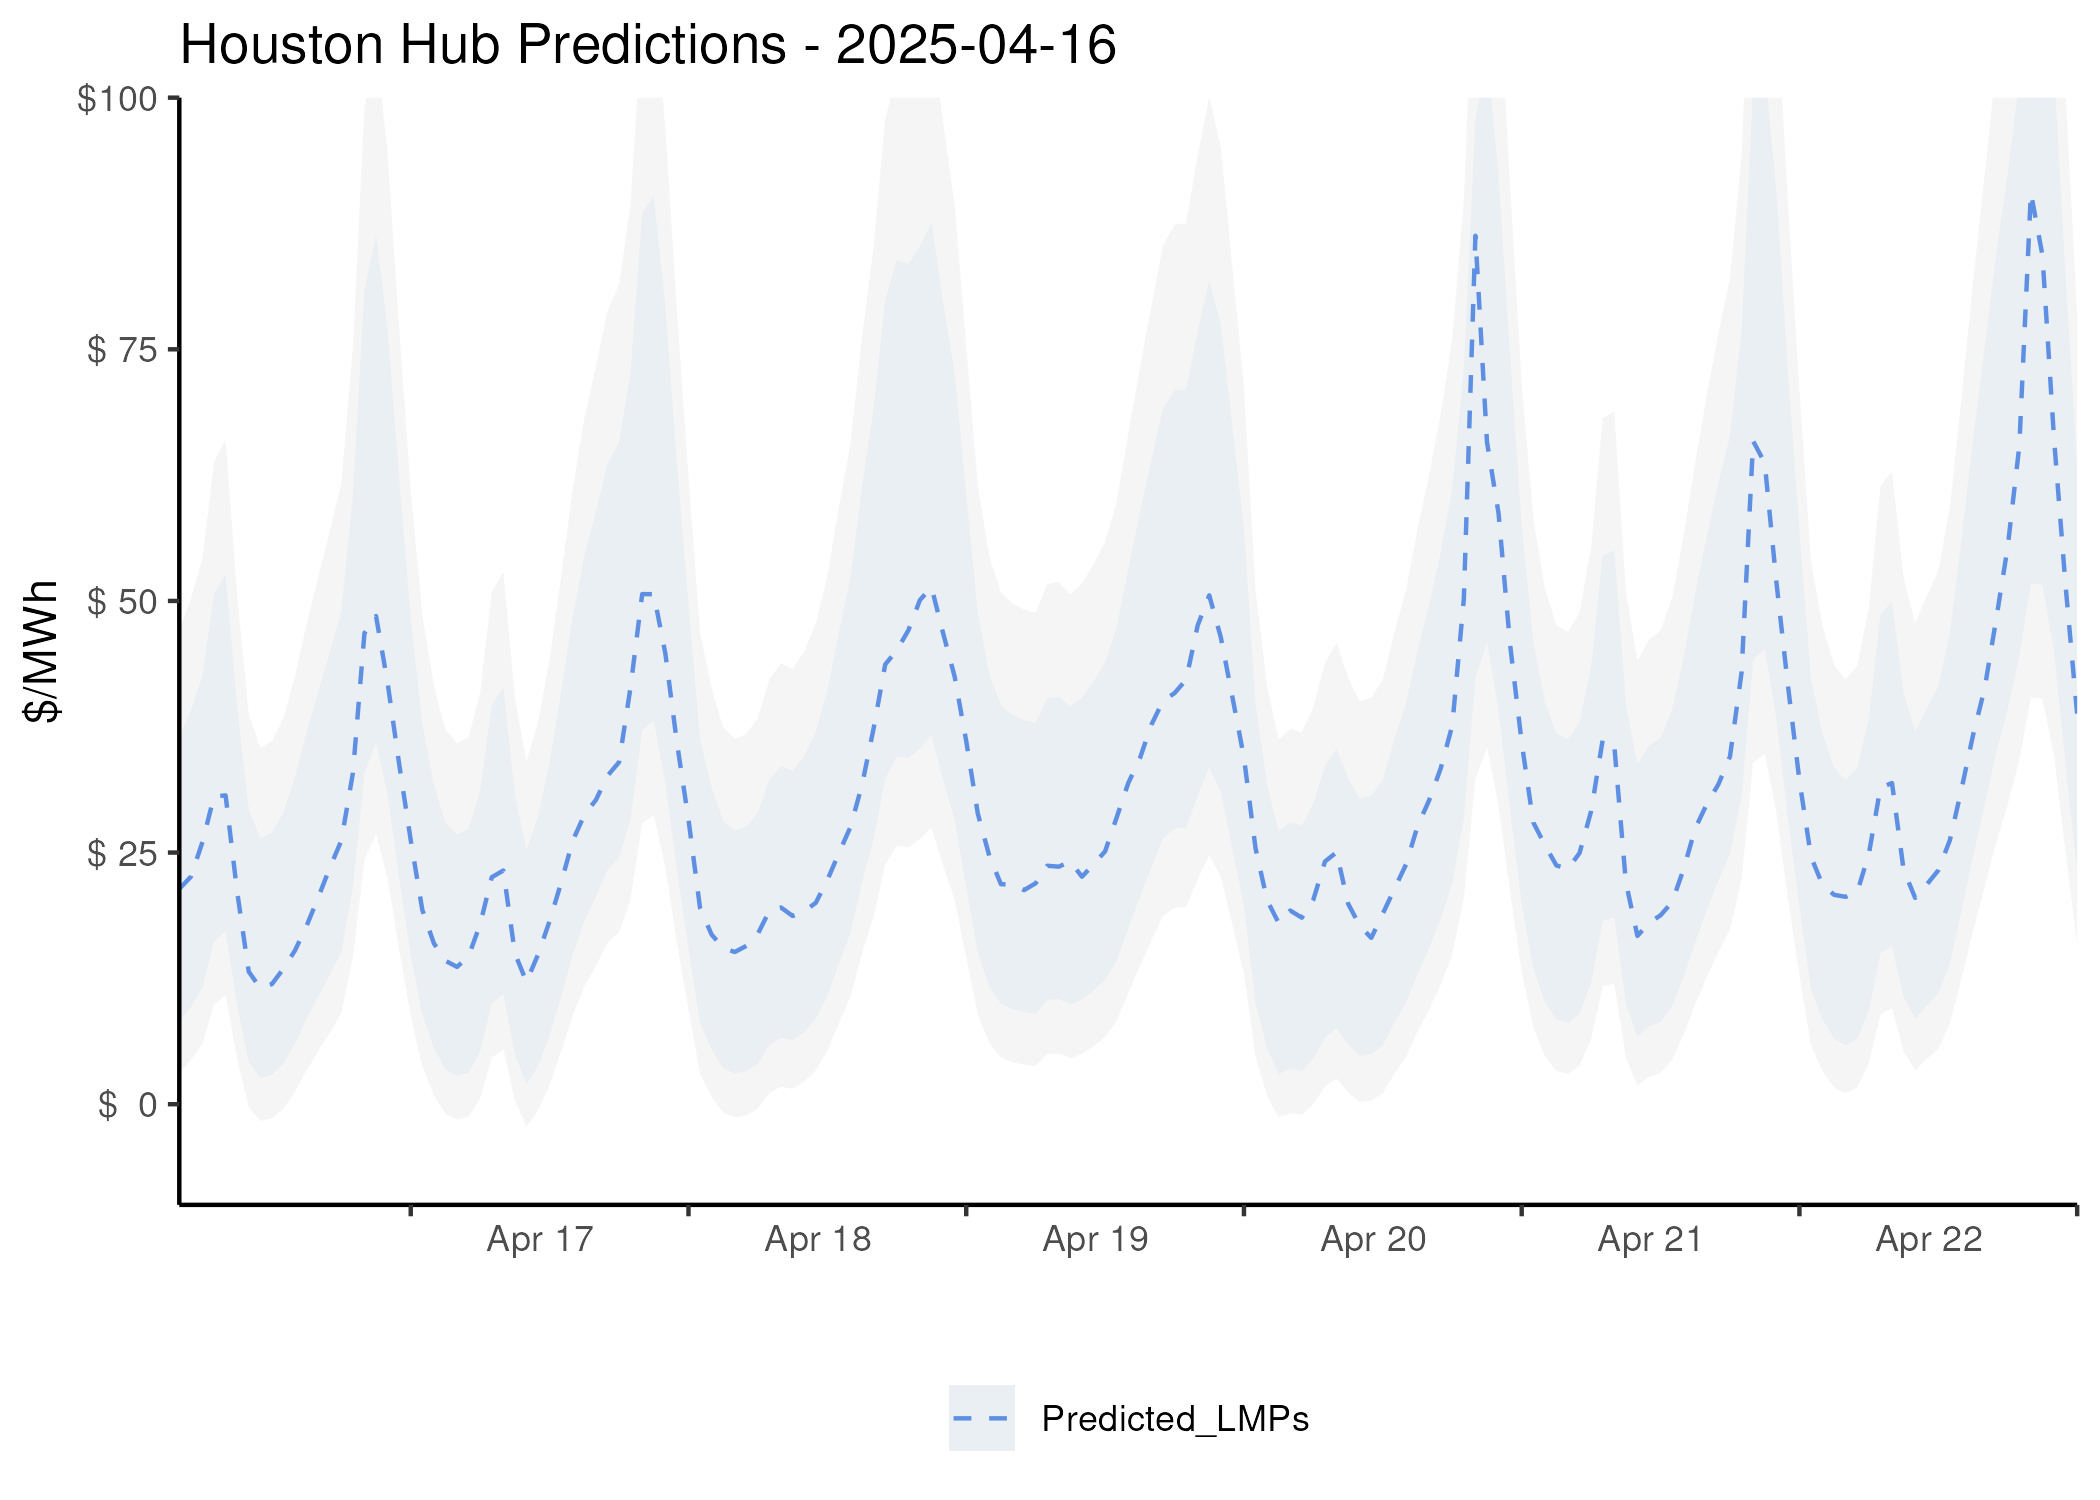 Houston Hub Predictions - 2025-04-16
$100
$ 75
$ 50
$ 25
$  0
$/MWh
Apr 17 Apr 18 Apr 19 Apr 20 Apr 21 Apr 22
Predicted_LMPs